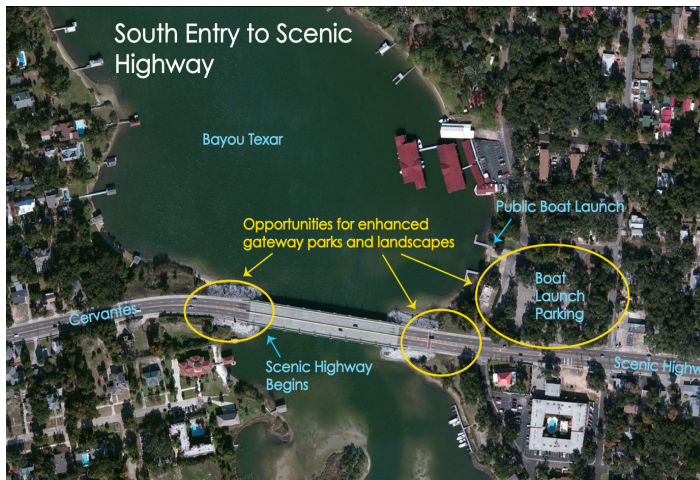 South Entry to Scenic
Highway
Bayou Texar
Public Boat Launch
Opportunities for enhanced
gateway parks and landscapes
Boat
Launch
Parking
Cervantes
Scenic Highway
Begins
Scenic Highw